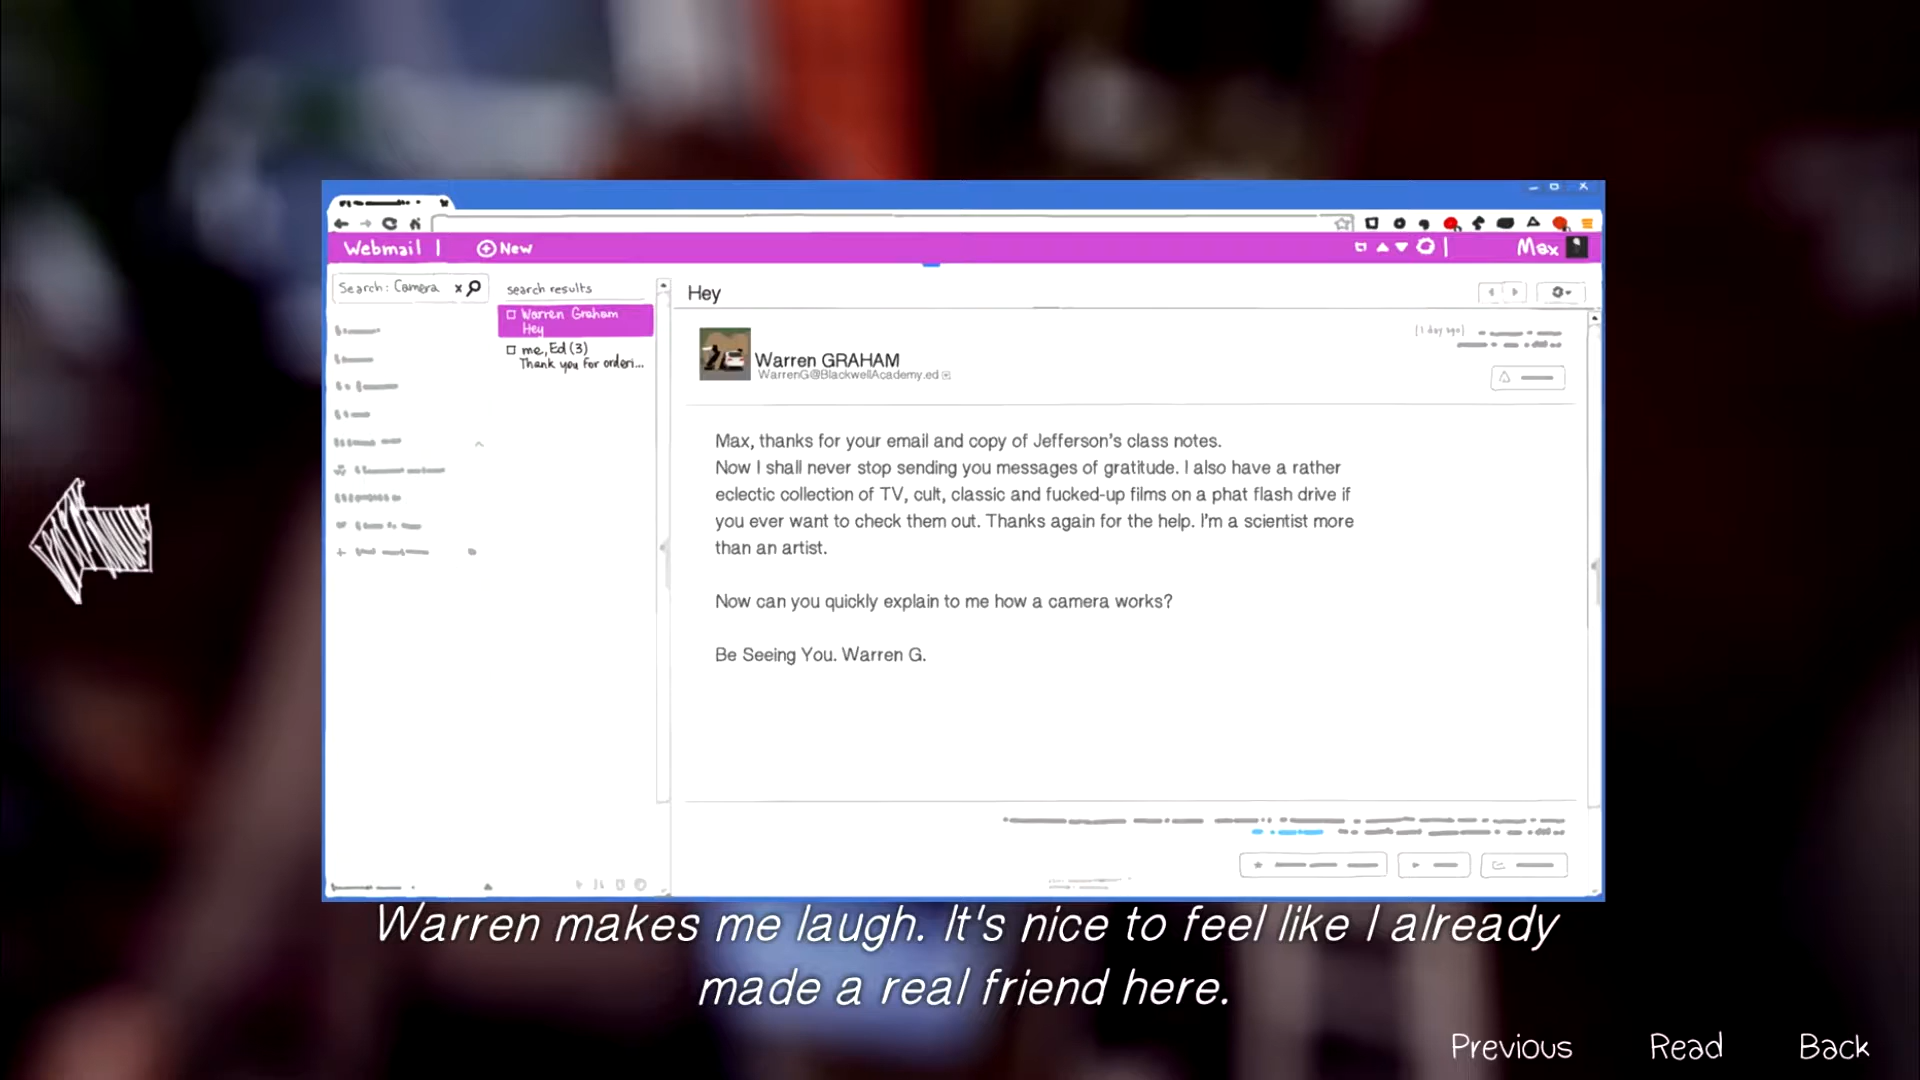 Webmail
New
Max
Search: Camera
x
search results
Warren Graham
Hey
me, Ed (3)
Thank you for orderi...
Hey
[1 day ago]
Warren GRAHAM
WarrenG@BlackwellAcademy.ed
Max, thanks for your email and copy of Jefferson's class notes.
Now I shall never stop sending you messages of gratitude. I also have a rather
eclectic collection of TV, cult, classic and fucked-up films on a phat flash drive if
you ever want to check them out. Thanks again for the help. I'm a scientist more
than an artist.
Now can you quickly explain to me how a camera works?
Be Seeing You. Warren G.
Warren makes me laugh. It's nice to feel like I already
made a real friend here.
Previous
Read
Back